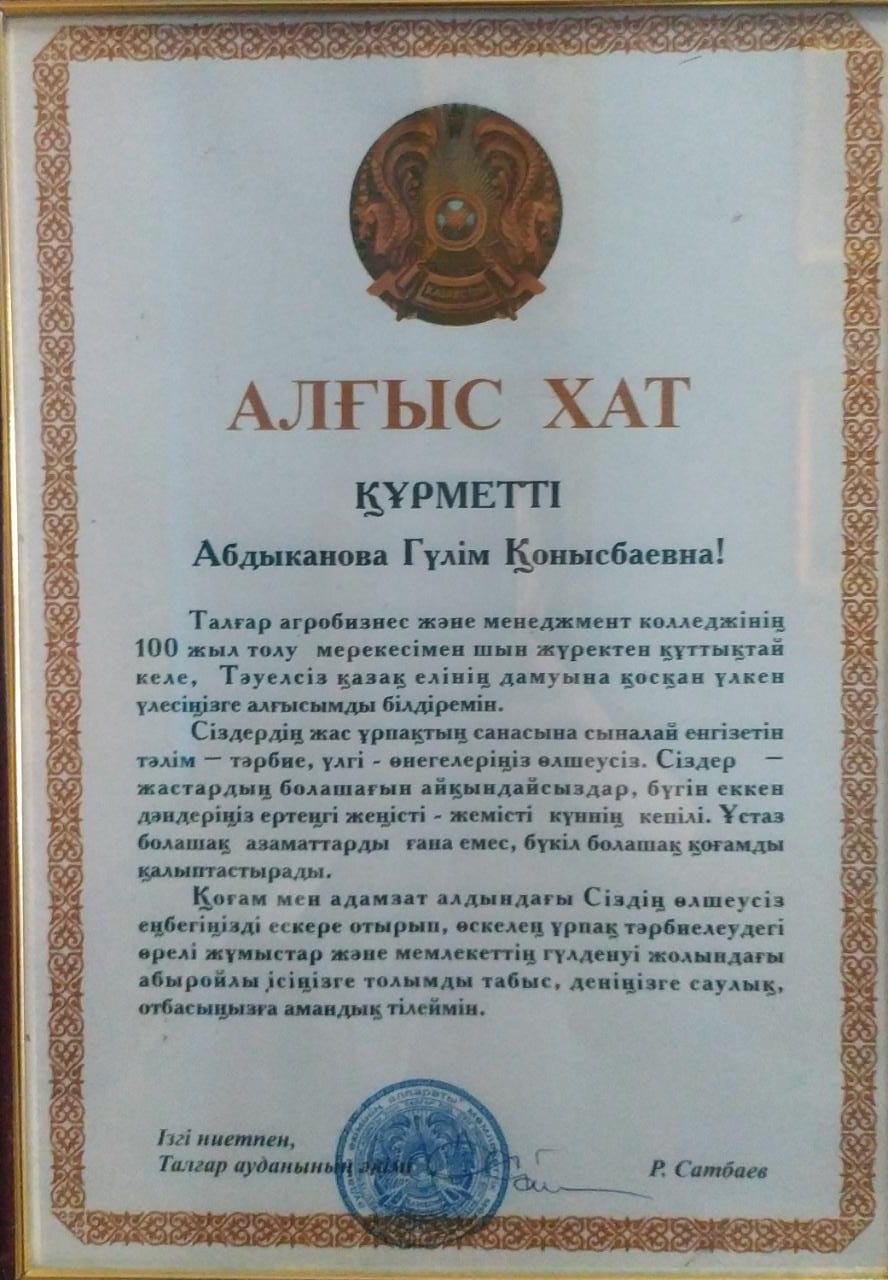 ҚАЗАҚСТАН
АЛҒЫС ХАТ
ҚҰРМЕТТІ
Абдыканова Гүлім Қонысбаевна!
Талғар агробизнес және менеджмент колледжінің
100 жыл толу мерекесімен шын жүректен құттықтай
келе, Тәуелсіз қазақ елінің дамуына қосқан үлкен
үлесіңізге алғысымды білдіремін.
Сіздердің жас ұрпақтың санасына сыналай енгізетін
тәлім – тәрбие, үлгі - өнегелеріңіз өлшеусіз. Сіздер –
жастардың болашағын айқындайсыздар, бүгін еккен
дәндеріңіз ертеңгі жеңісті - жемісті күннің кепілі. Ұстаз
болашақ азаматтарды ғана емес, бүкіл болашақ қоғамды
қалыптастырады.
Қоғам мен адамзат алдындағы Сіздің өлшеусіз
еңбегіңізді ескере отырып, өскелең ұрпақ тәрбиелеудегі
өрелі жұмыстар және мемлекеттің гүлденуі жолындағы
абыройлы ісіңізге толымды табыс, деніңізге саулық,
отбасыңызға амандық тілеймін.
Ізгі ниетпен,
Талғар ауданының әкімі Р. Сатбаев